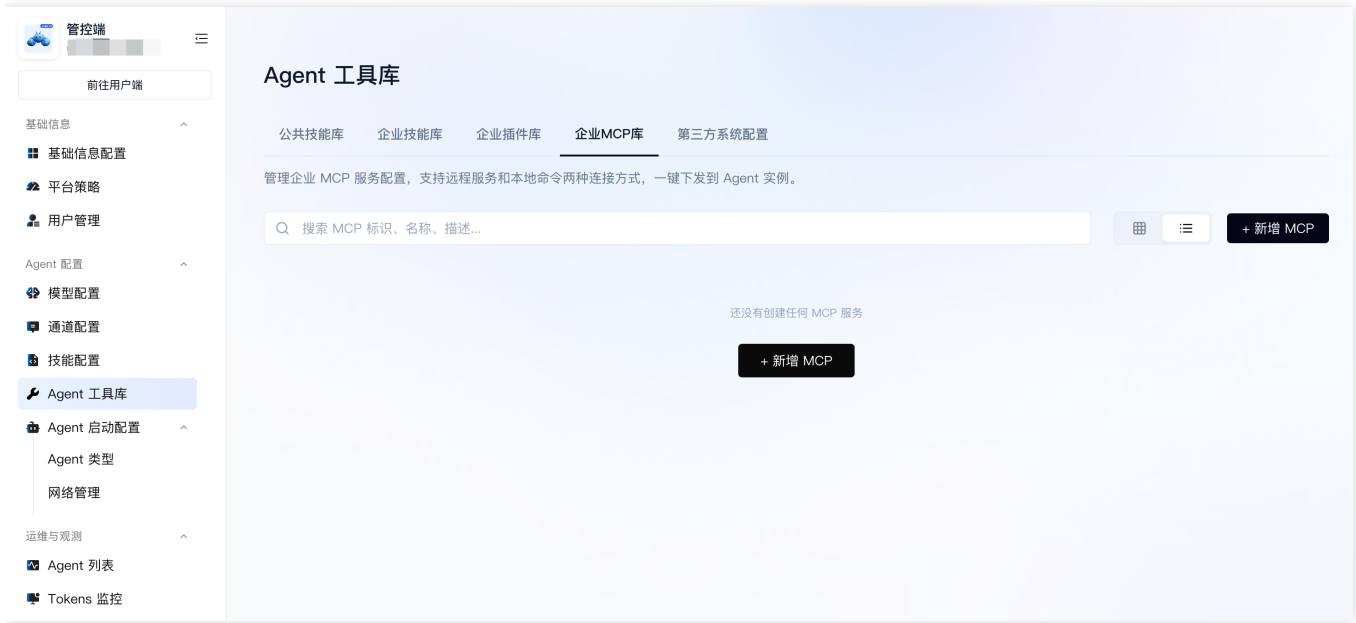 管控端
前往用户端
基础信息
基础信息配置
平台策略
用户管理
Agent 配置
模型配置
通道配置
技能配置
Agent 工具库
Agent 启动配置
Agent 类型
网络管理
运维与观测
Agent 列表
Tokens 监控
Agent 工具库
公共技能库 企业技能库 企业插件库 企业MCP库 第三方系统配置
管理企业 MCP 服务配置，支持远程服务和本地命令两种连接方式，一键下发到 Agent 实例。
搜索 MCP 标识、名称、描述... + 新增 MCP
还没有创建任何 MCP 服务
+ 新增 MCP